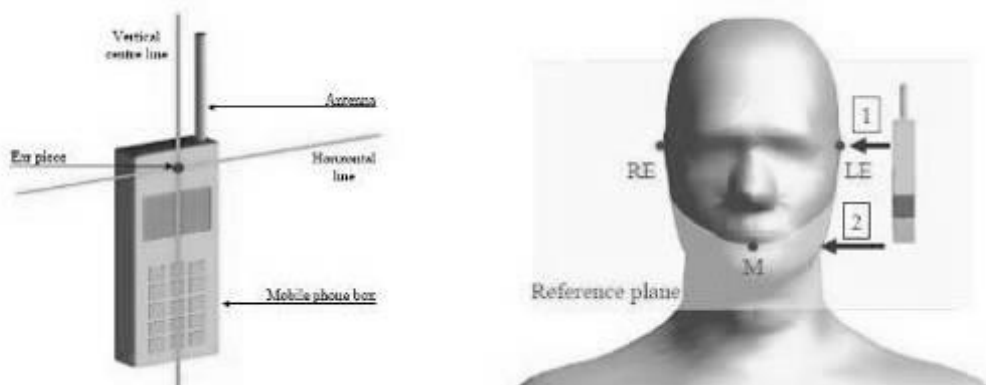 Vertical
centre line
Antenna
Ear piece
Horizontal
line
Mobile phone box
1
RE
LE
2
M
Reference plane